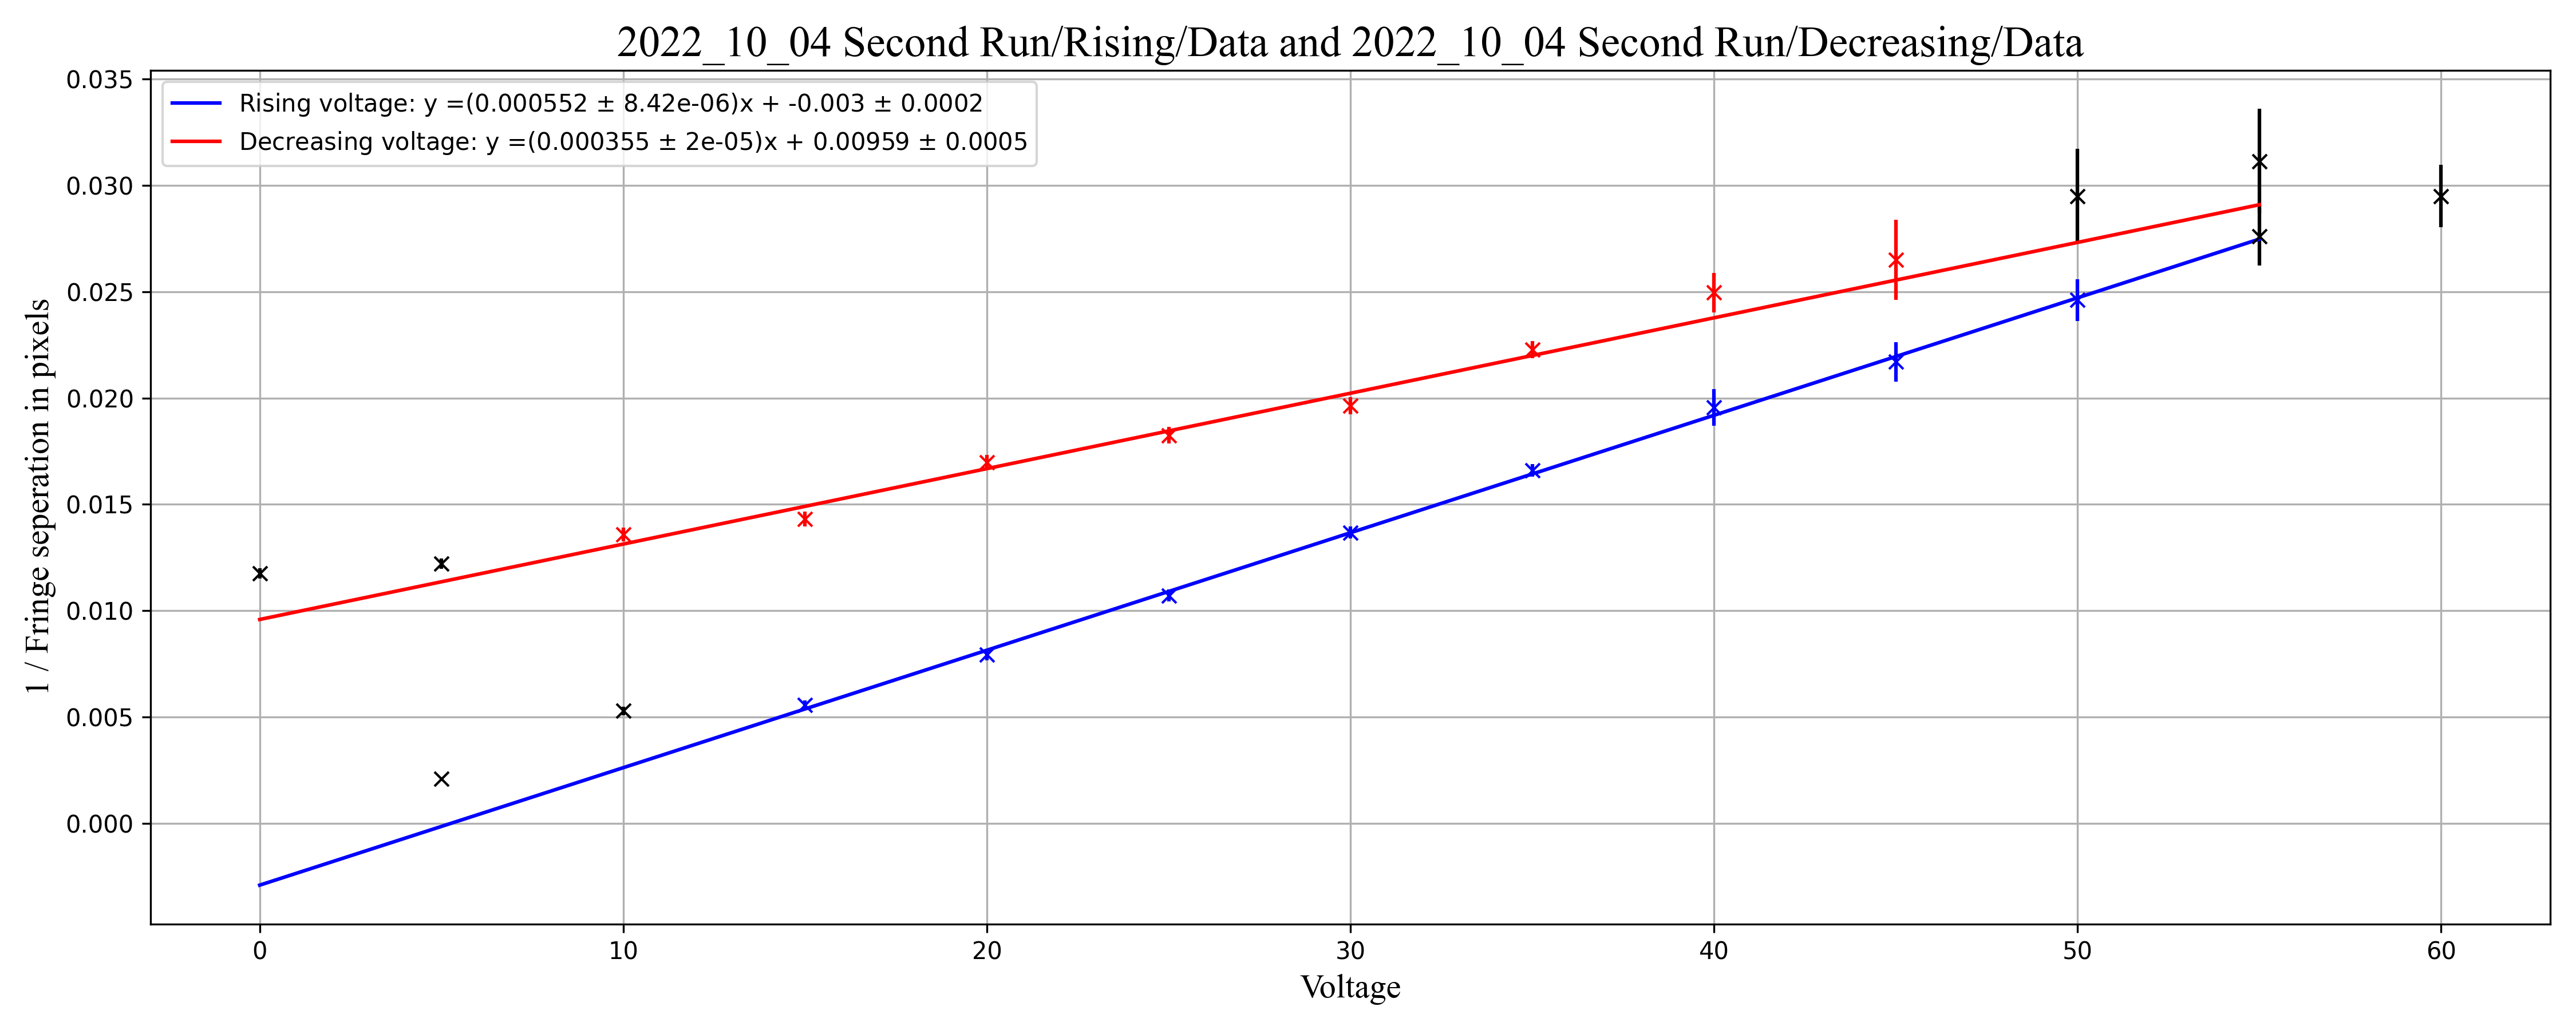 2022_10_04 Second Run/Rising/Data and 2022_10_04 Second Run/Decreasing/Data
Rising voltage: y =(0.000552 ± 8.42e-06)x + -0.003 ± 0.0002
Decreasing voltage: y =(0.000355 ± 2e-05)x + 0.00959 ± 0.0005
1 / Fringe seperation in pixels
0.035
0.030
0.025
0.020
0.015
0.010
0.005
0.000
0 10 20 30 40 50 60
Voltage